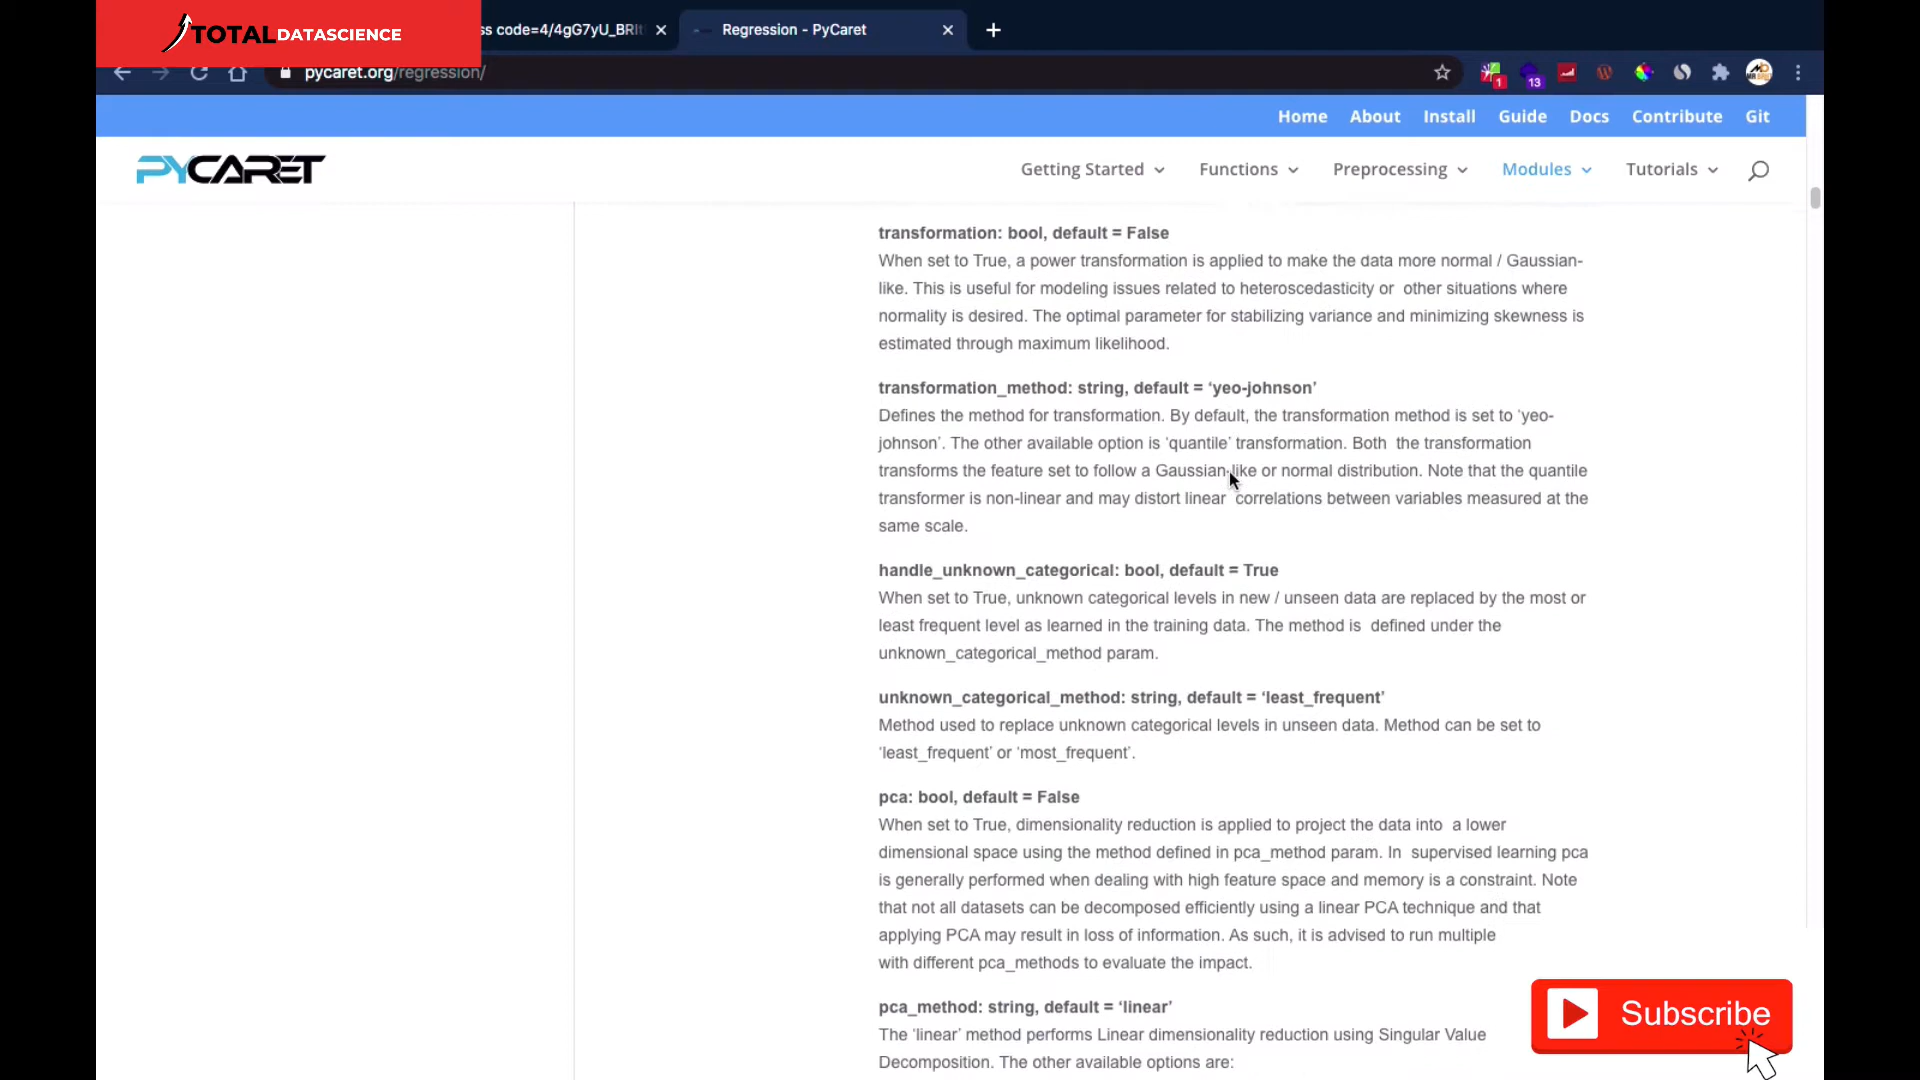 TOTALDATASCIENCE
ss code=4/4gG7yU_BRIt
Regression - PyCaret
pycaret.org/regression/
1
13
Home About Install Guide Docs Contribute Git
PYCARET
Getting Started Functions Preprocessing Modules Tutorials
transformation: bool, default = False
When set to True, a power transformation is applied to make the data more normal / Gaussian-
like. This is useful for modeling issues related to heteroscedasticity or other situations where
normality is desired. The optimal parameter for stabilizing variance and minimizing skewness is
estimated through maximum likelihood.
transformation_method: string, default = ‘yeo-johnson’
Defines the method for transformation. By default, the transformation method is set to ‘yeo-
johnson’. The other available option is ‘quantile’ transformation. Both the transformation
transforms the feature set to follow a Gaussian-like or normal distribution. Note that the quantile
transformer is non-linear and may distort linear correlations between variables measured at the
same scale.
handle_unknown_categorical: bool, default = True
When set to True, unknown categorical levels in new / unseen data are replaced by the most or
least frequent level as learned in the training data. The method is defined under the
unknown_categorical_method param.
unknown_categorical_method: string, default = ‘least_frequent’
Method used to replace unknown categorical levels in unseen data. Method can be set to
‘least_frequent’ or ‘most_frequent’.
pca: bool, default = False
When set to True, dimensionality reduction is applied to project the data into a lower
dimensional space using the method defined in pca_method param. In supervised learning pca
is generally performed when dealing with high feature space and memory is a constraint. Note
that not all datasets can be decomposed efficiently using a linear PCA technique and that
applying PCA may result in loss of information. As such, it is advised to run multiple
with different pca_methods to evaluate the impact.
pca_method: string, default = ‘linear’
The ‘linear’ method performs Linear dimensionality reduction using Singular Value
Decomposition. The other available options are:
Subscribe